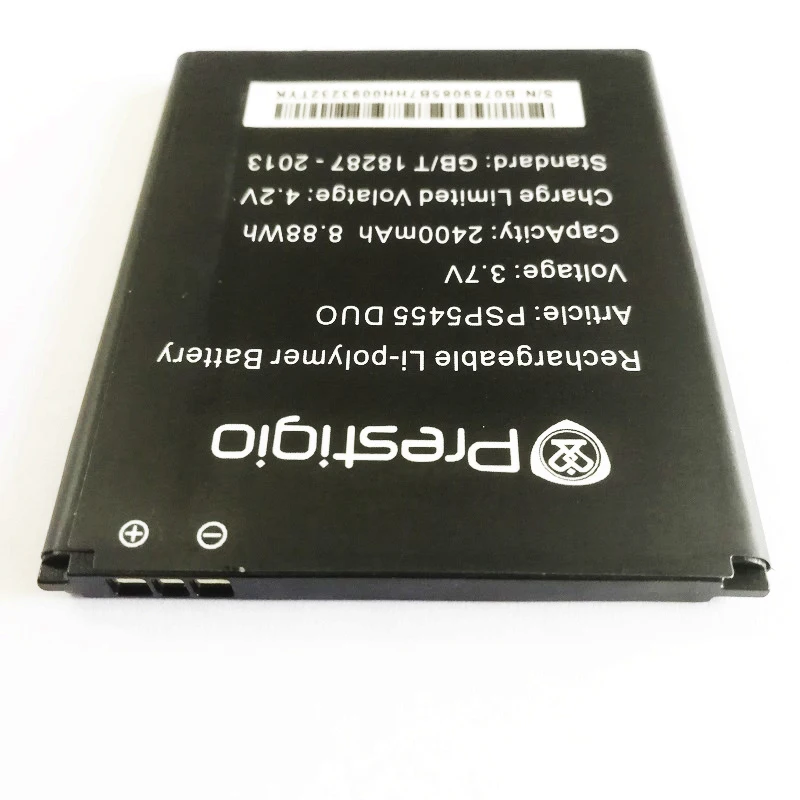 Prestigio
Rechargeable Li-polymer Battery
Article: PSP5455 DUO
Voltage: 3.7V
CapAcity: 2400mAh 8.88Wh
Charge Limited Volatge: 4.2V
Standard: GB/T 18287 - 2013
S/N B0789085B7HH0093232TYK